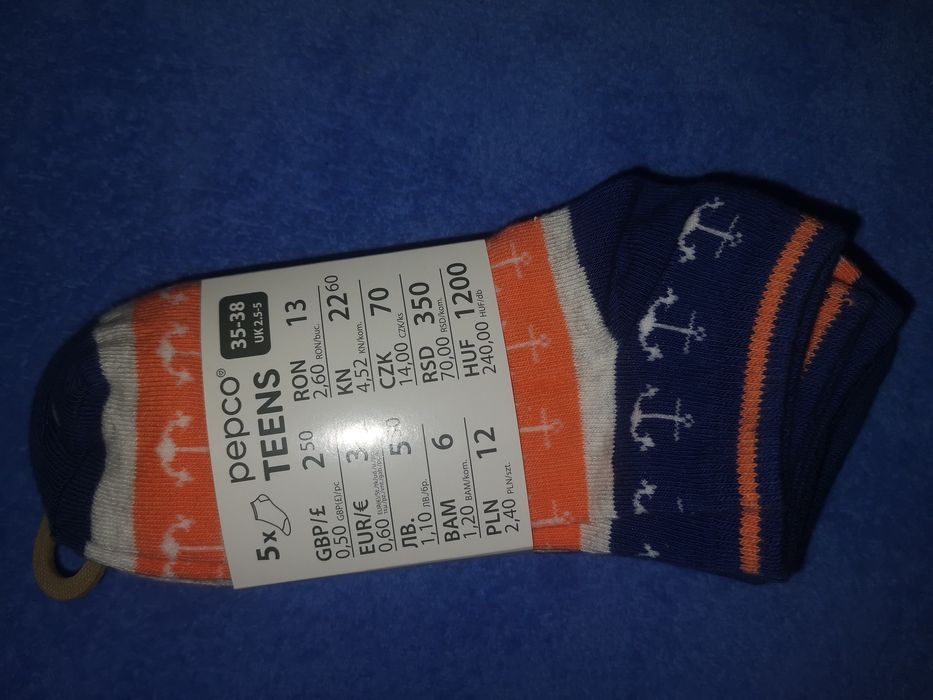 pepco®
5x TEENS
35-38
UK 2.5-5
GBP/£ 2 50
0,50 GBP(£)/pc
EUR/€ 3
0,60
ЛВ. 5
1,10 ЛВ./бр.
BAM 6
1,20 BAM/kom.
PLN 12
2,40 PLN/szt.
RON 13
2,60 RON/buc.
KN 22 60
4,52 KN/kom.
CZK 70
14,00 CZK/ks
RSD 350
70,00 RSD/kom.
HUF 1200
240,00 HUF/db